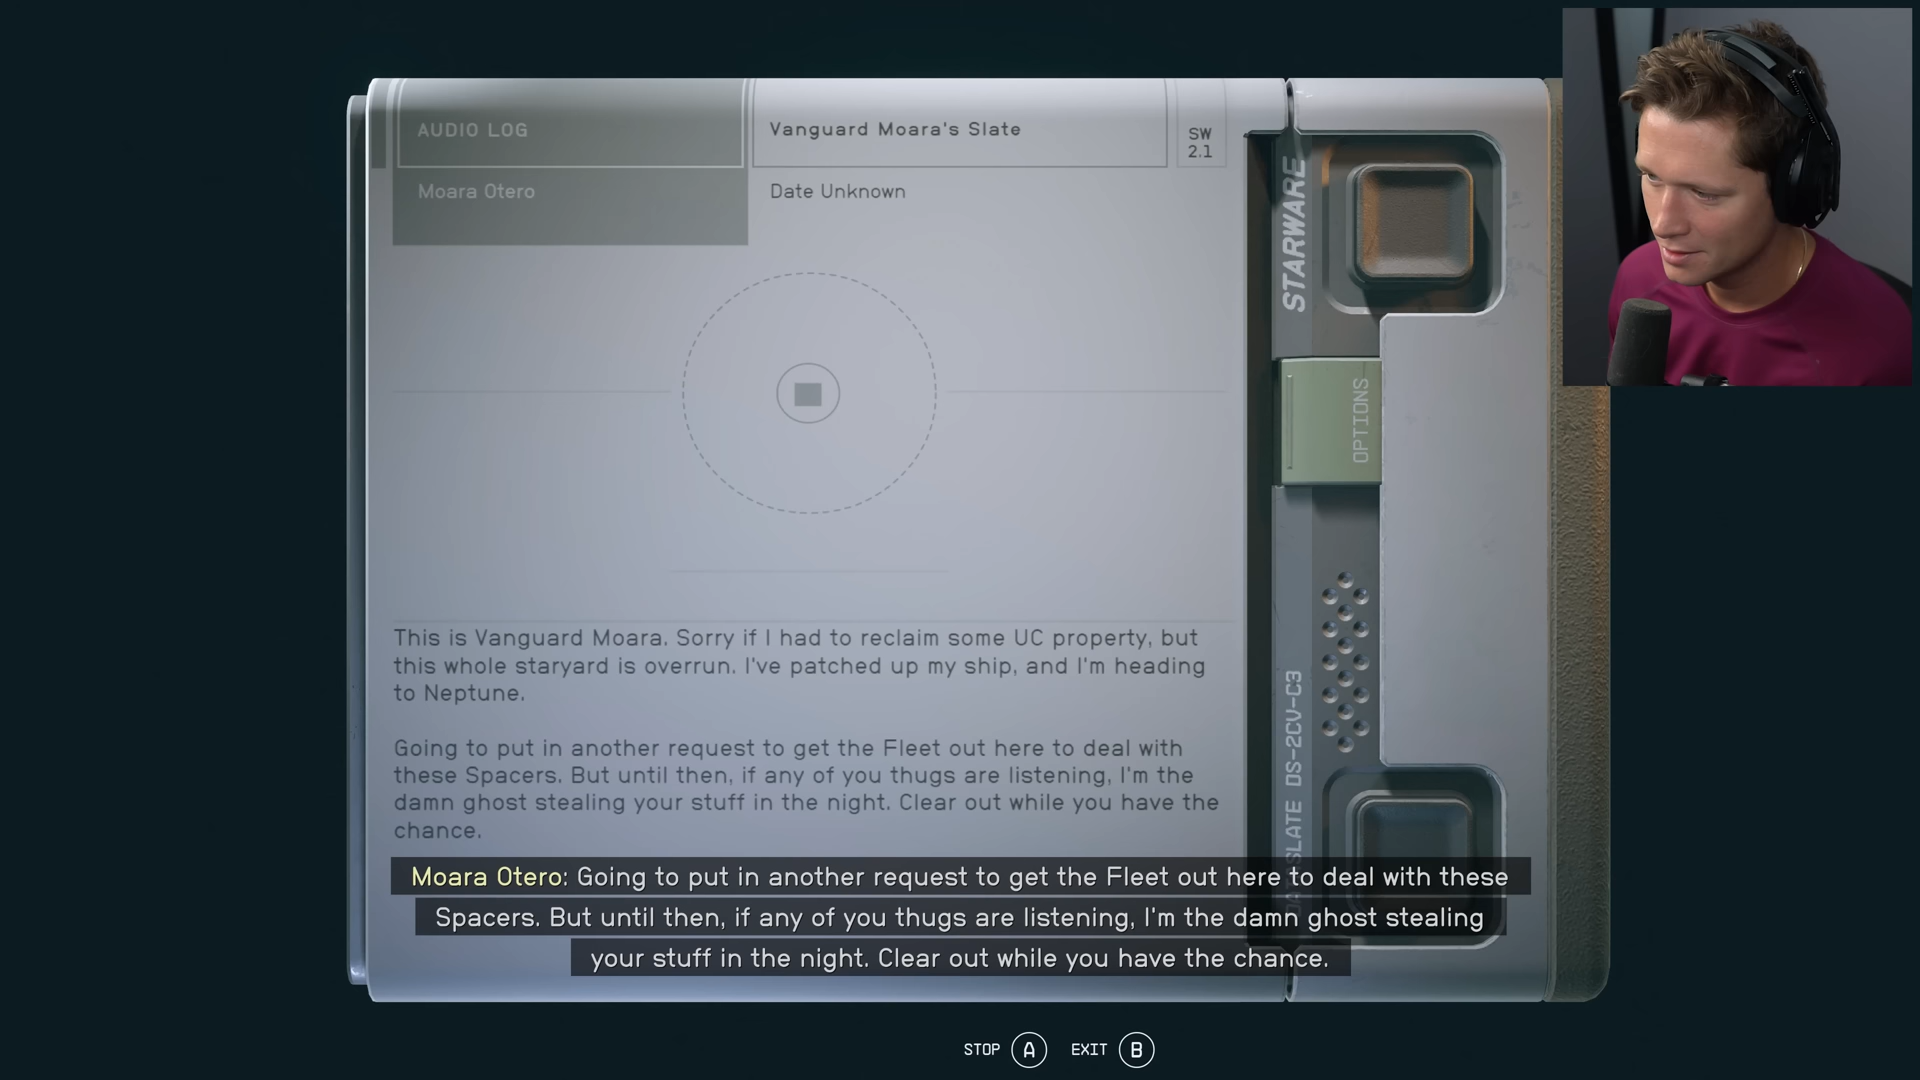 AUDIO LOG
Vanguard Moara's Slate
SW
2.1
Moara Otero
Date Unknown
STARWARE
OPTIONS
This is Vanguard Moara. Sorry if I had to reclaim some UC property, but
this whole staryard is overrun. I've patched up my ship, and I'm heading
to Neptune.
Going to put in another request to get the Fleet out here to deal with
these Spacers. But until then, if any of you thugs are listening, I'm the
damn ghost stealing your stuff in the night. Clear out while you have the
chance.
DATASLATE DS-2CV-C3
Moara Otero: Going to put in another request to get the Fleet out here to deal with these
Spacers. But until then, if any of you thugs are listening, I'm the damn ghost stealing
your stuff in the night. Clear out while you have the chance.
STOP A EXIT B